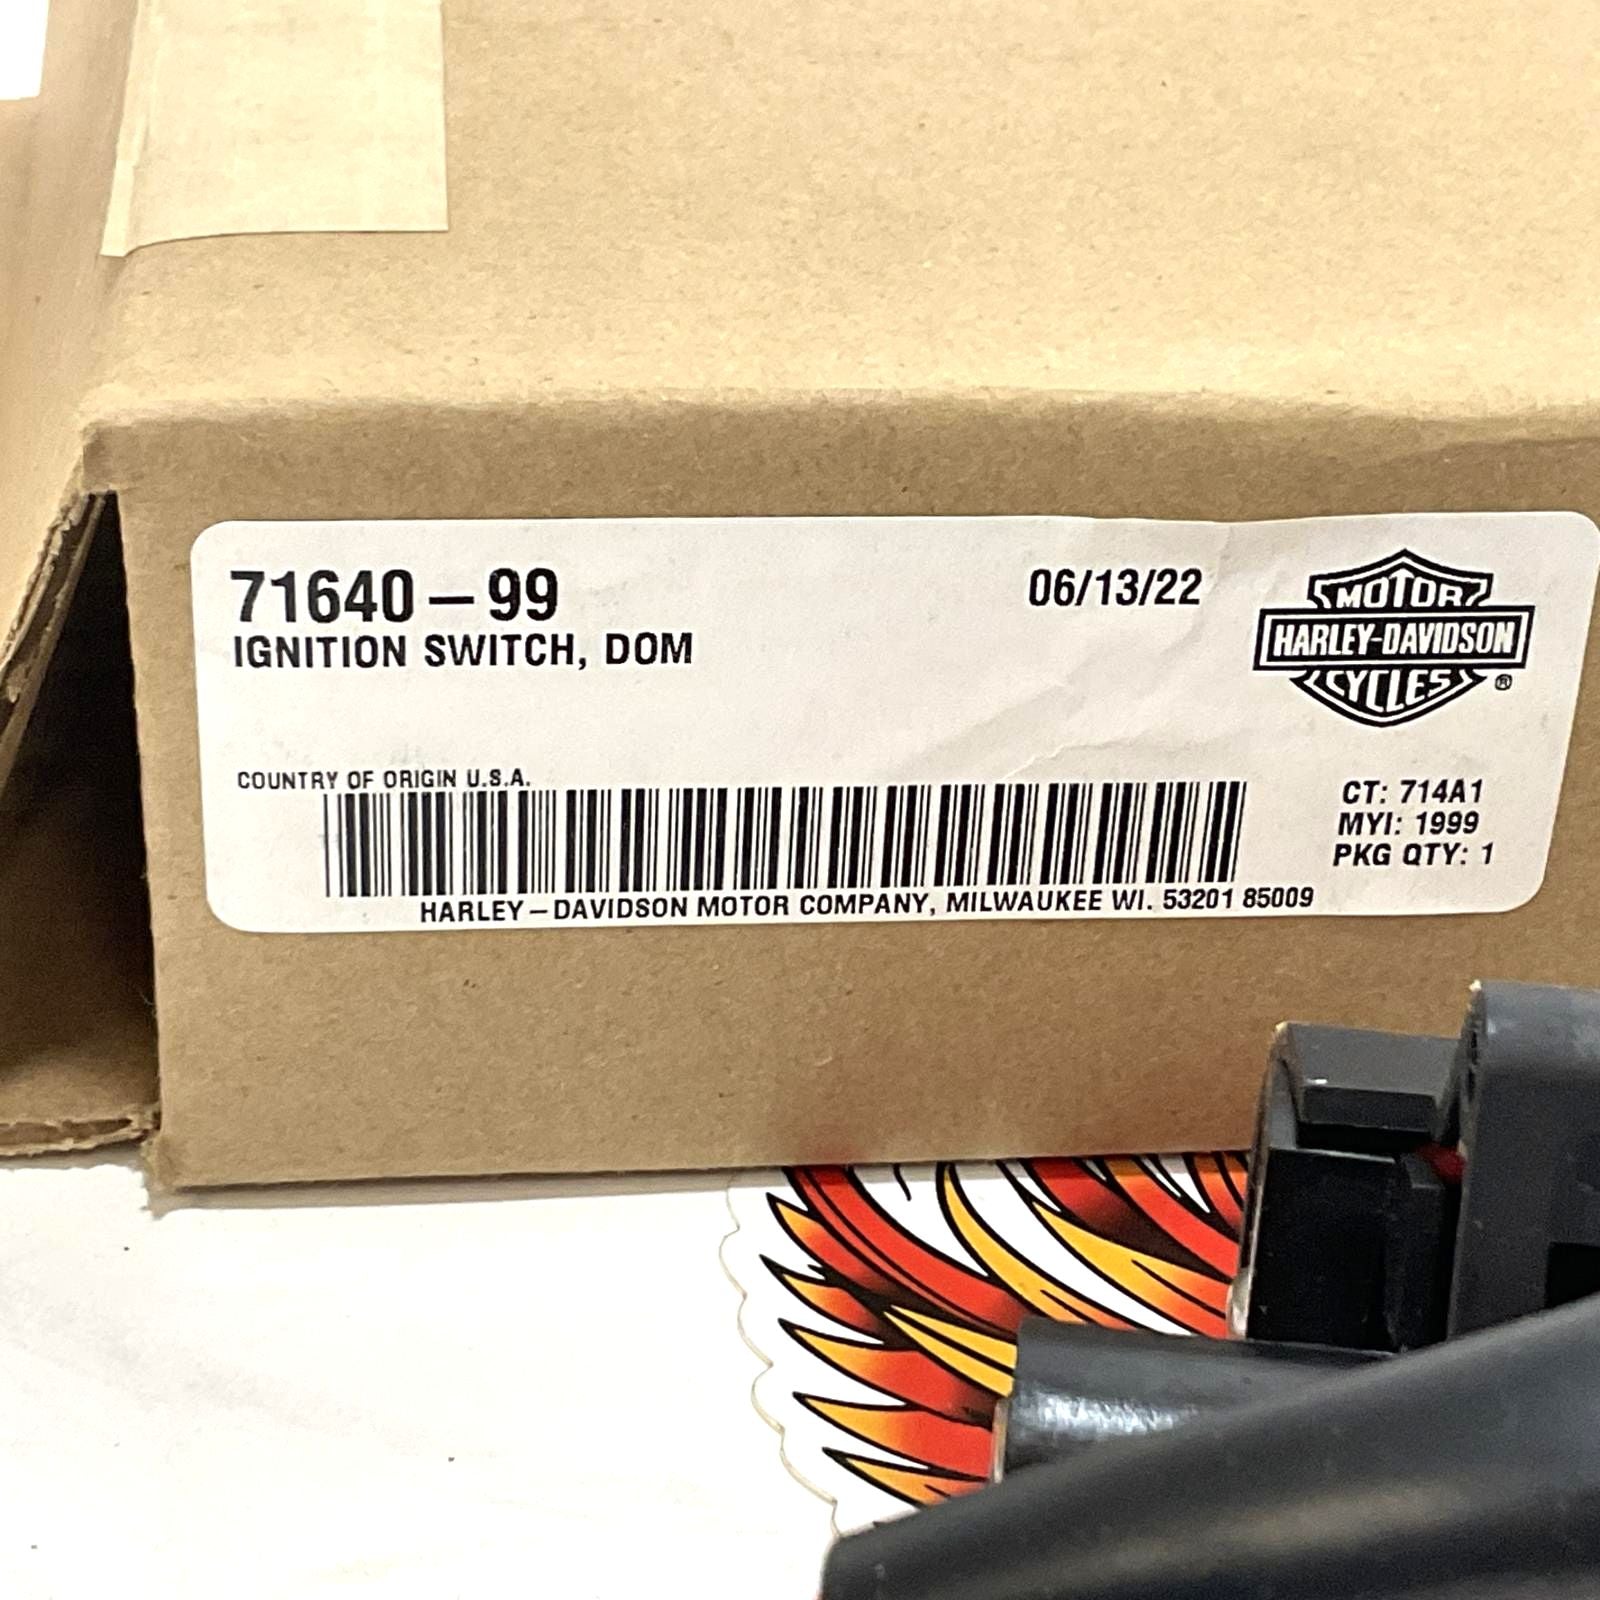 71640-99
IGNITION SWITCH, DOM
06/13/22
MOTOR
HARLEY-DAVIDSON
CYCLES
®
COUNTRY OF ORIGIN U.S.A.
CT: 714A1
MYI: 1999
PKG QTY: 1
HARLEY-DAVIDSON MOTOR COMPANY, MILWAUKEE WI. 53201 85009